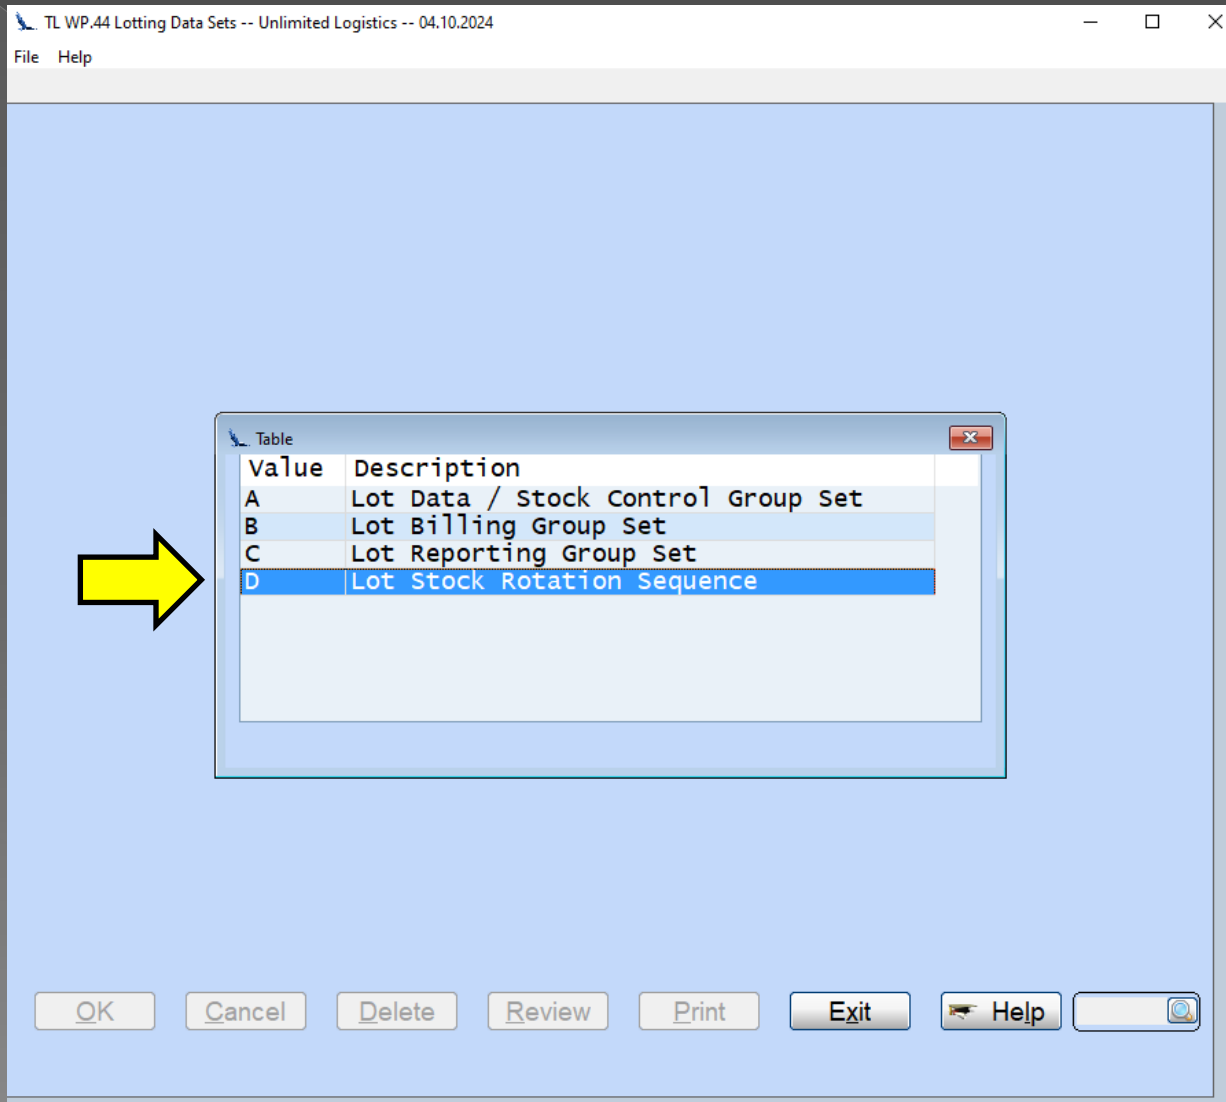 TL WP.44 Lotting Data Sets -- Unlimited Logistics -- 04.10.2024
File Help
Table
Value Description
A Lot Data / Stock Control Group Set
B Lot Billing Group Set
C Lot Reporting Group Set
D Lot Stock Rotation Sequence
OK Cancel Delete Review Print Exit Help